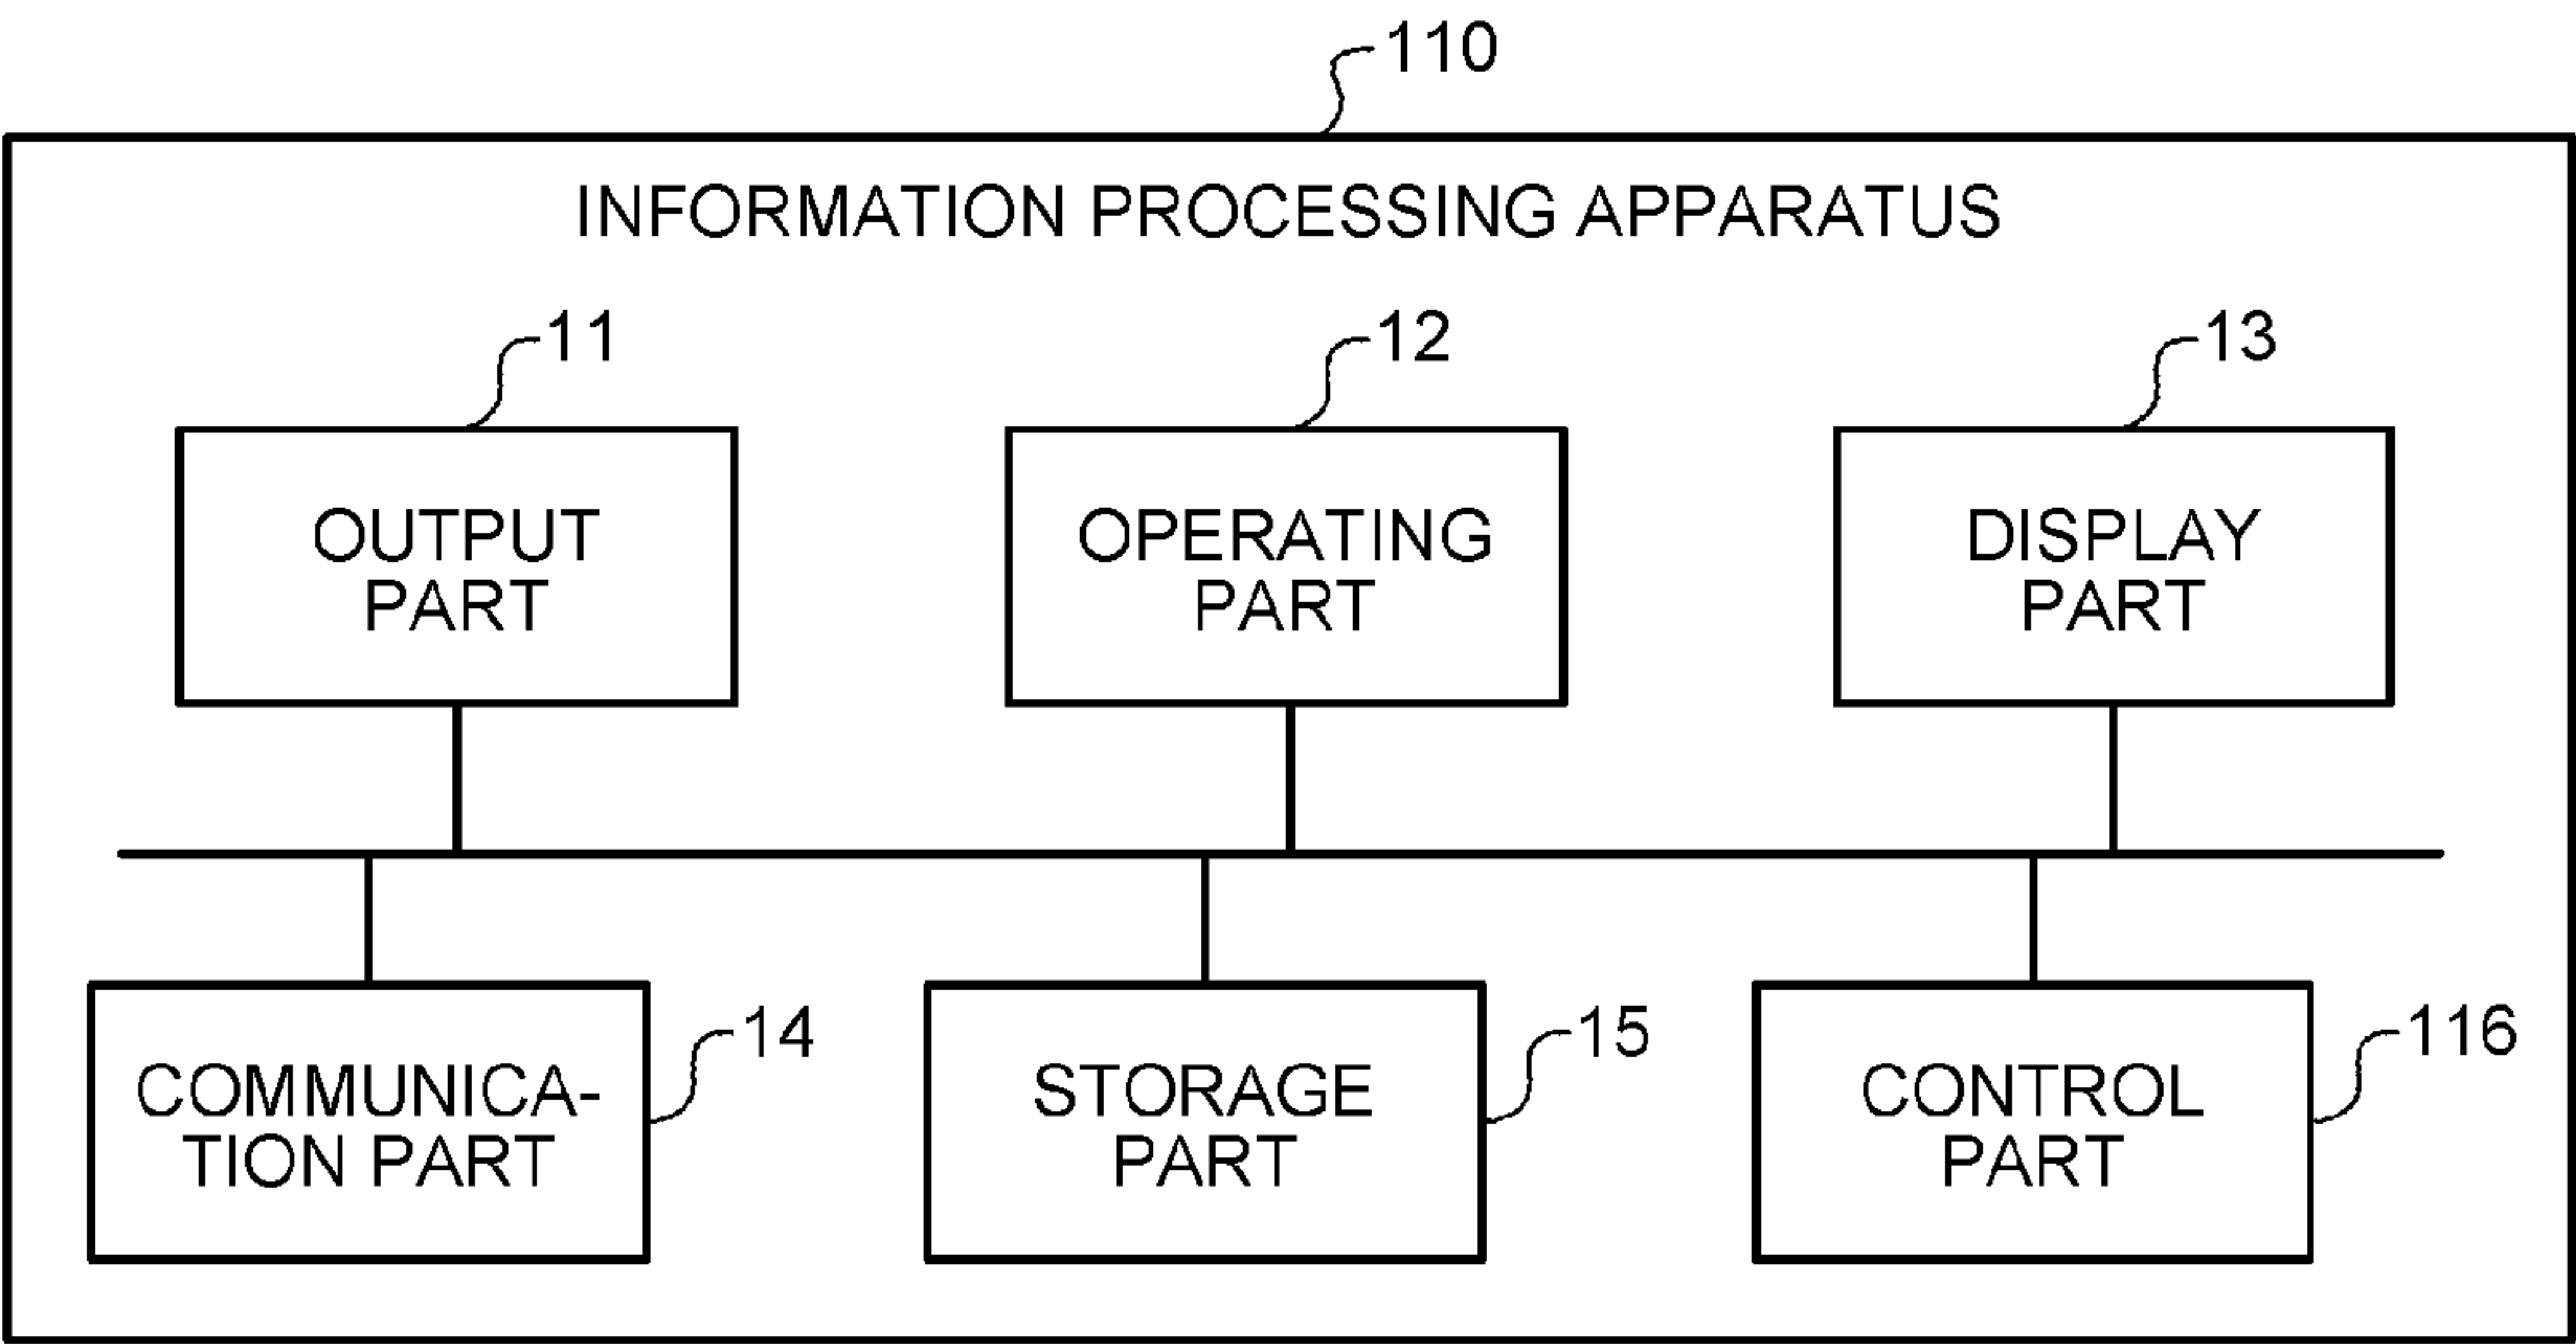 110
INFORMATION PROCESSING APPARATUS
11
12
13
OUTPUT
PART
OPERATING
PART
DISPLAY
PART
14
15
116
COMMUNICA-
TION PART
STORAGE
PART
CONTROL
PART